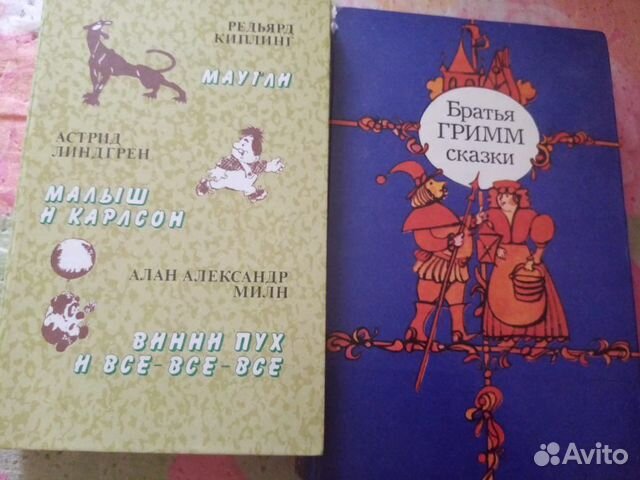 РЕДЬЯРД
КИПЛИНГ
МАУГЛИ
АСТРИД
ЛИНДГРЕН
МАЛЫШ
И КАРЛСОН
АЛАН АЛЕКСАНДР
МИЛН
ВИННИ ПУХ
И ВСЕ-ВСЕ-ВСЕ
Братья
ГРИММ
сказки
Avito